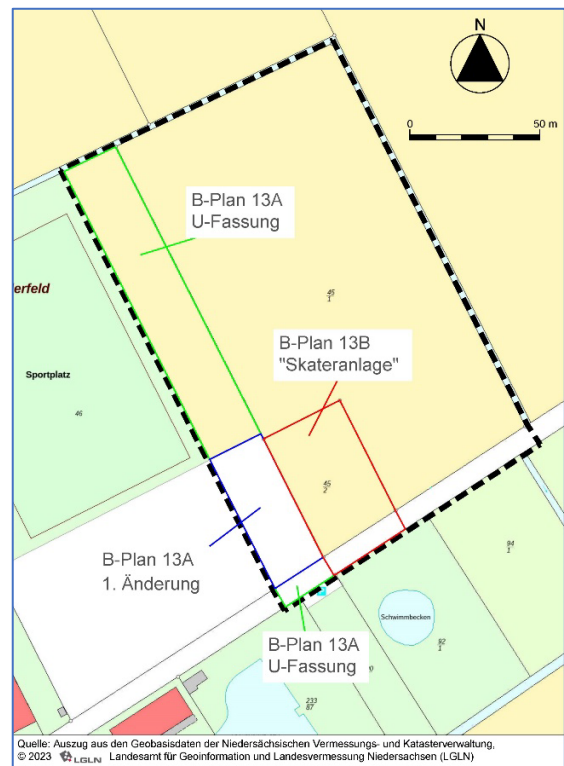 N
0
50 m
B-Plan 13A
U-Fassung
erfeld
45
1
B-Plan 13B
"Skateranlage"
Sportplatz
46
45
2
94
1
B-Plan 13A
1. Änderung
Schwimmbecken
92
1
B-Plan 13A
U-Fassung
233
87
Quelle: Auszug aus den Geobasisdaten der Niedersächsischen Vermessungs- und Katasterverwaltung,
© 2023 LGLN Landesamt für Geoinformation und Landesvermessung Niedersachsen (LGLN)